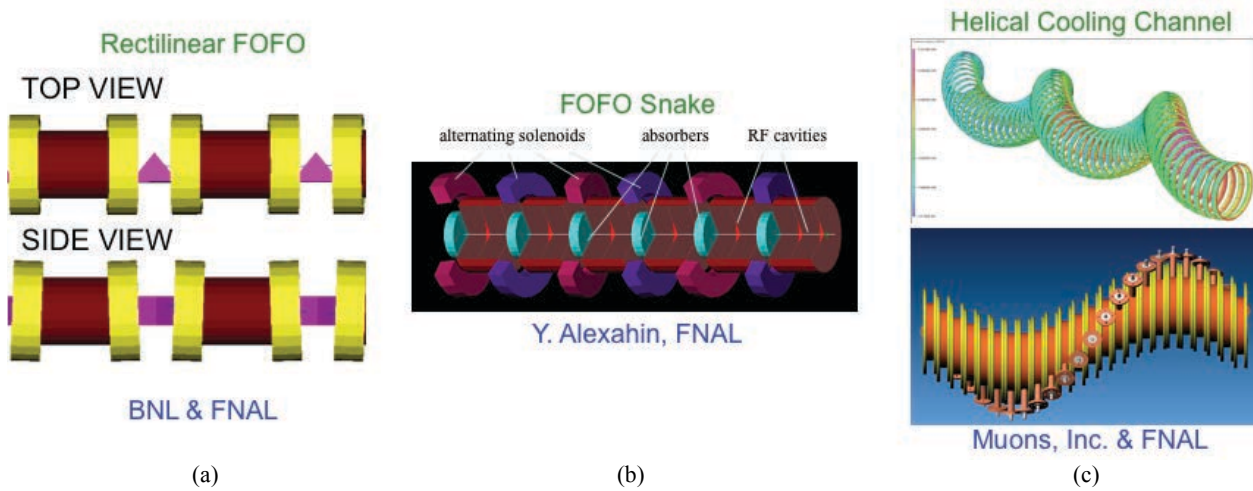 Rectilinear FOFO
TOP VIEW
SIDE VIEW
BNL & FNAL
(a)
FOFO Snake
alternating solenoids
absorbers
RF cavities
Y. Alexahin, FNAL
(b)
Helical Cooling Channel
Muons, Inc. & FNAL
(c)